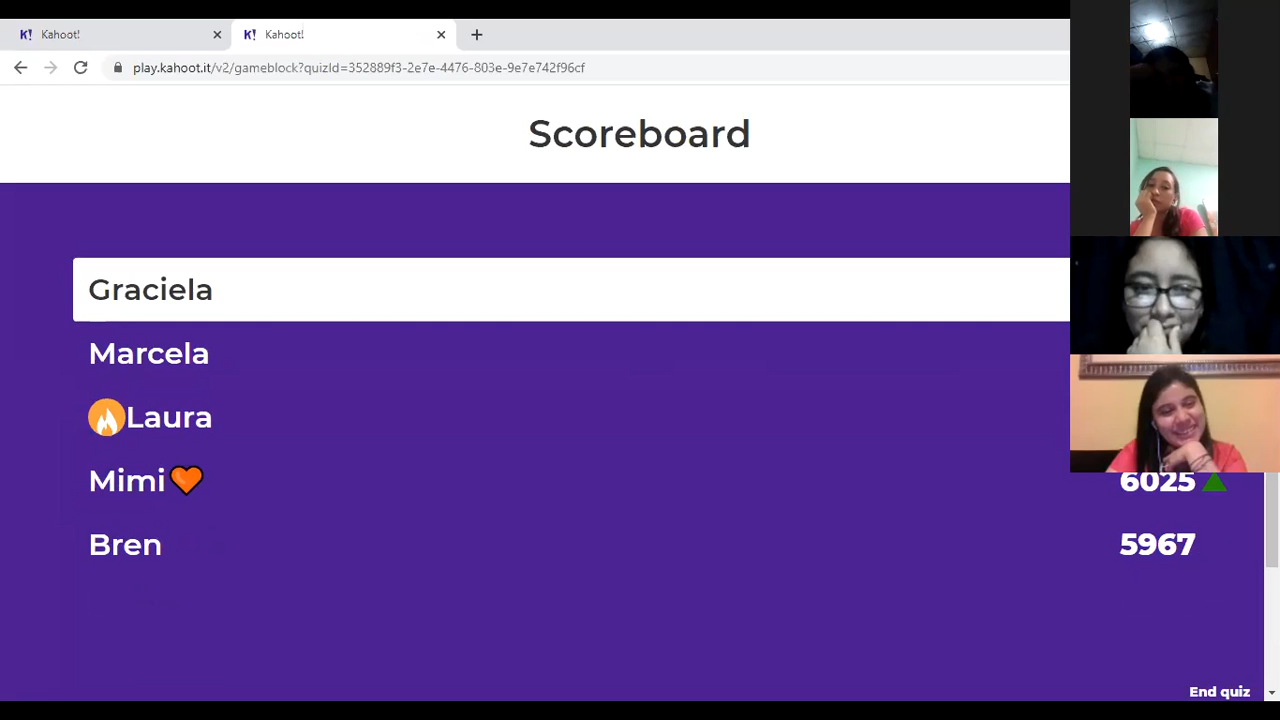 K! Kahoot!
K! Kahoot!
play.kahoot.it/v2/gameblock?quizId=352889f3-2e7e-4476-803e-9e7e742f96cf
Scoreboard
Graciela
Marcela
Laura
Mimi🧡 6025
Bren 5967
End quiz